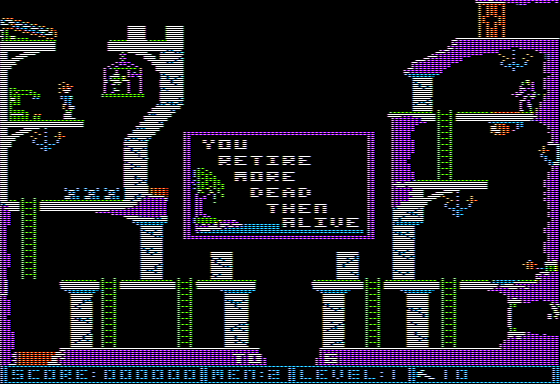 YOU
RETIRE
MORE
DEAD
THEN
ALIVE
SCORE:000000 MEN:2 LEVEL:1 10